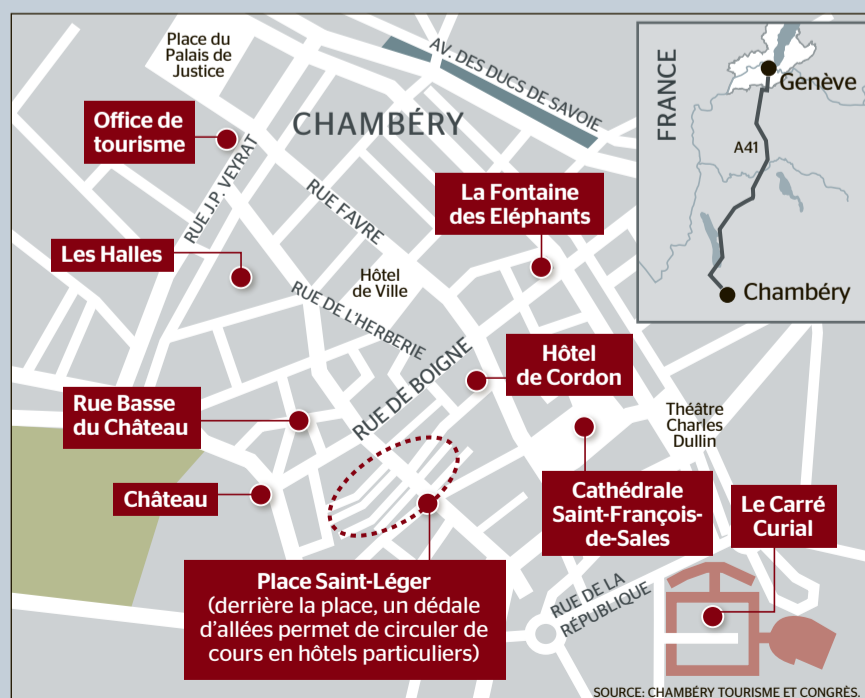 Place du
Palais de
Justice
AV. DES DUCS DE SAVOIE
CHAMBÉRY
Office de
tourisme
RUE J.P. VEYRAT
RUE FAVRE
La Fontaine
des Eléphants
Les Halles
Hôtel
de Ville
RUE DE L'HERBERIE
RUE DE BOIGNE
Hôtel
de Cordon
Rue Basse
du Château
Théâtre
Charles
Dullin
Château
Cathédrale
Saint-François-
de-Sales
Le Carré
Curial
Place Saint-Léger
(derrière la place, un dédale
d'allées permet de circuler de
cours en hôtels particuliers)
RUE DE LA
RÉPUBLIQUE
FRANCE
Genève
A41
Chambéry
SOURCE: CHAMBÉRY TOURISME ET CONGRÈS.